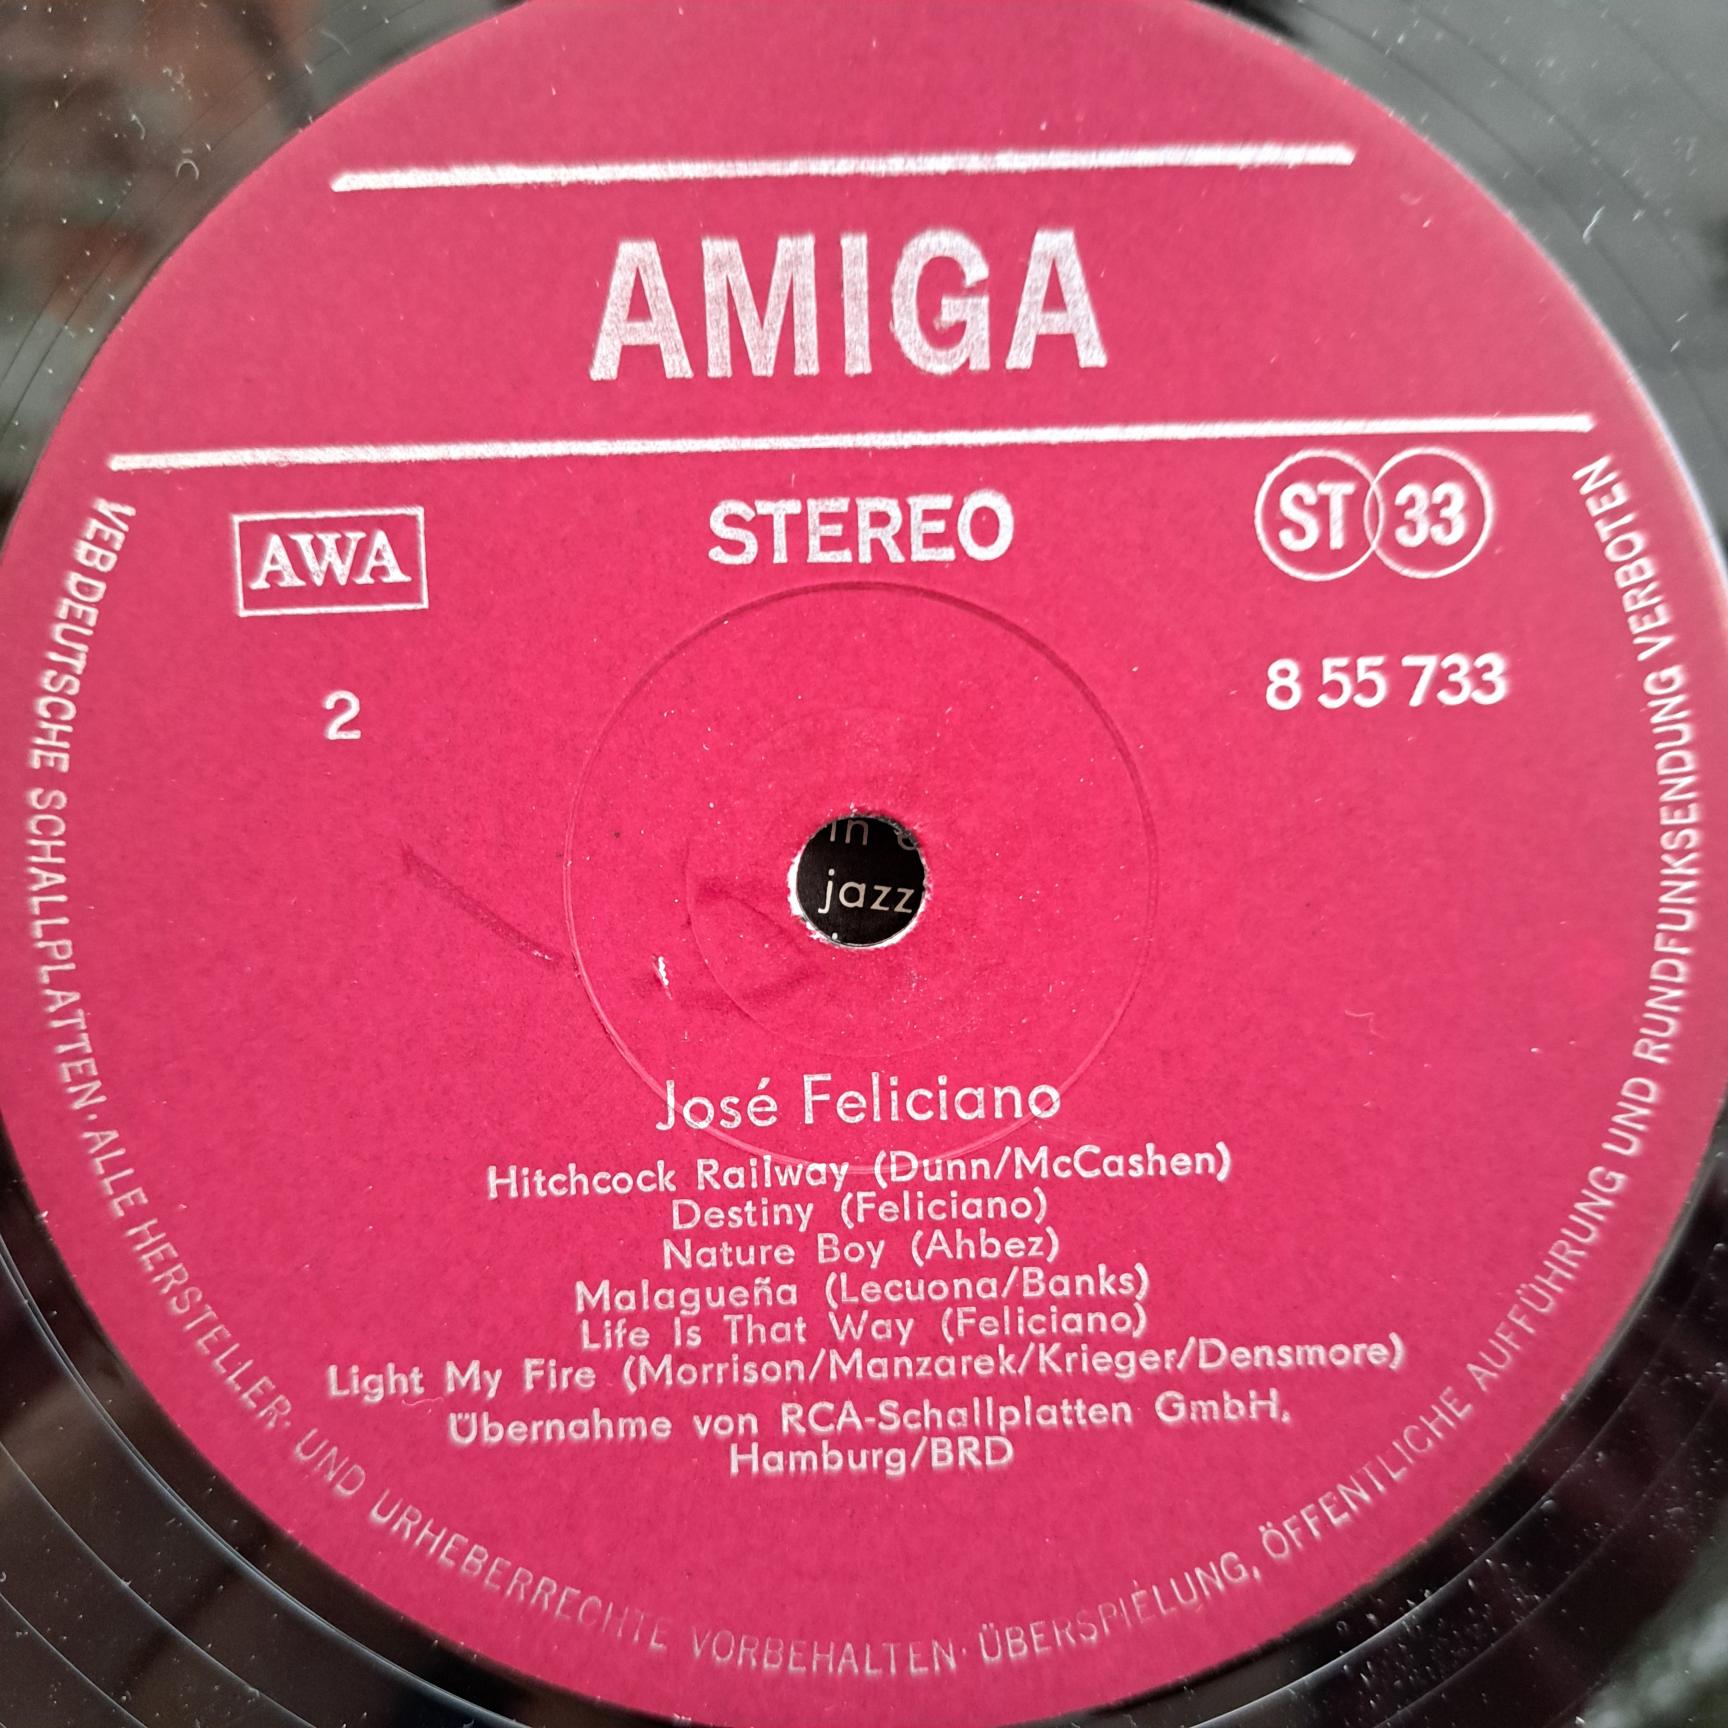 AMIGA
AWA
STEREO
ST 33
2
8 55 733
in
jazz
José Feliciano
Hitchcock Railway (Dunn/McCashen)
Destiny (Feliciano)
Nature Boy (Ahbez)
Malagueña (Lecuona/Banks)
Life Is That Way (Feliciano)
Light My Fire (Morrison/Manzarek/Krieger/Densmore)
Übernahme von RCA-Schallplatten GmbH,
Hamburg/BRD
VEB DEUTSCHE SCHALLPLATTEN · ALLE HERSTELLER- UND URHEBERRECHTE VORBEHALTEN · ÜBERSPIELUNG, ÖFFENTLICHE AUFFÜHRUNG UND RUNDFUNKSENDUNG VERBOTEN